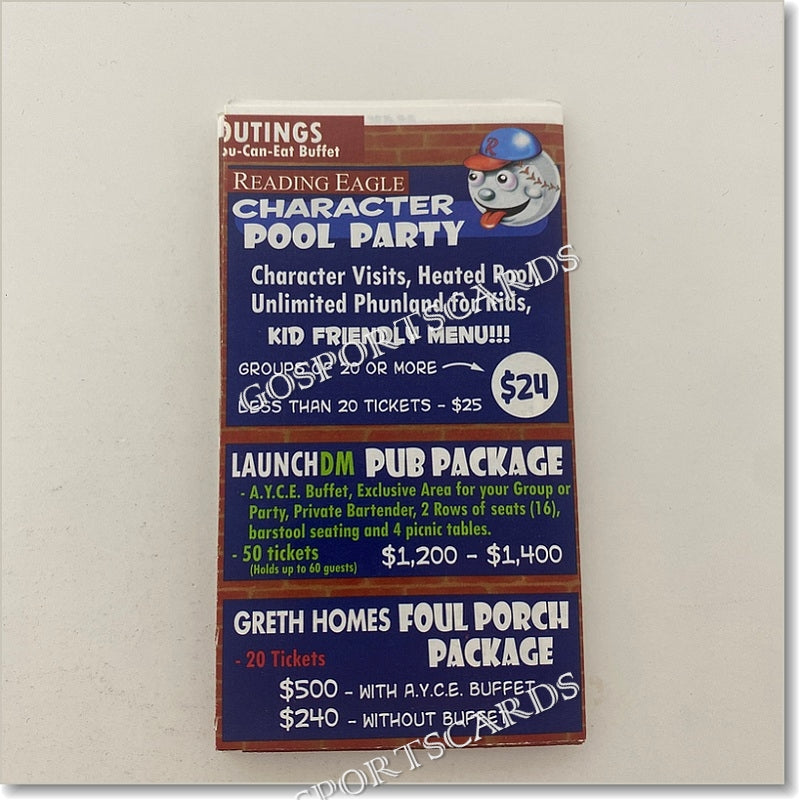 OUTINGS
ou-Can-Eat Buffet
R
READING EAGLE
CHARACTER
POOL PARTY
Character Visits, Heated Pool,
Unlimited Phunland for Kids,
KID FRIENDLY MENU!!!
GROUPS OF 20 OR MORE
$24
LESS THAN 20 TICKETS - $25
GOSPORTSCARDS
LAUNCHDM PUB PACKAGE
- A.Y.C.E. Buffet, Exclusive Area for your Group or
Party, Private Bartender, 2 Rows of seats (16),
barstool seating and 4 picnic tables.
- 50 tickets $1,200 - $1,400
(Holds up to 60 guests)
GRETH HOMES FOUL PORCH
PACKAGE
- 20 Tickets
$500 - WITH A.Y.C.E. BUFFET
$240 - WITHOUT BUFFET
SPORTSCARDS